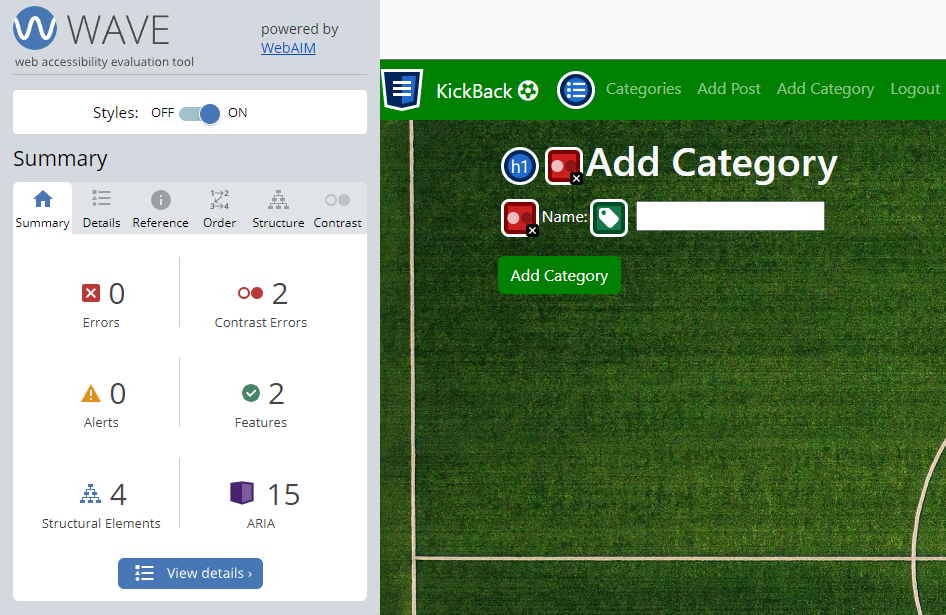 WAVE
web accessibility evaluation tool
powered by
WebAIM
Styles: OFF ON
Summary
Summary Details Reference Order Structure Contrast
0
Errors
2
Contrast Errors
0
Alerts
2
Features
4
Structural Elements
15
ARIA
View details ›
KickBack Categories Add Post Add Category Logout
h1 Add Category
Name:
Add Category